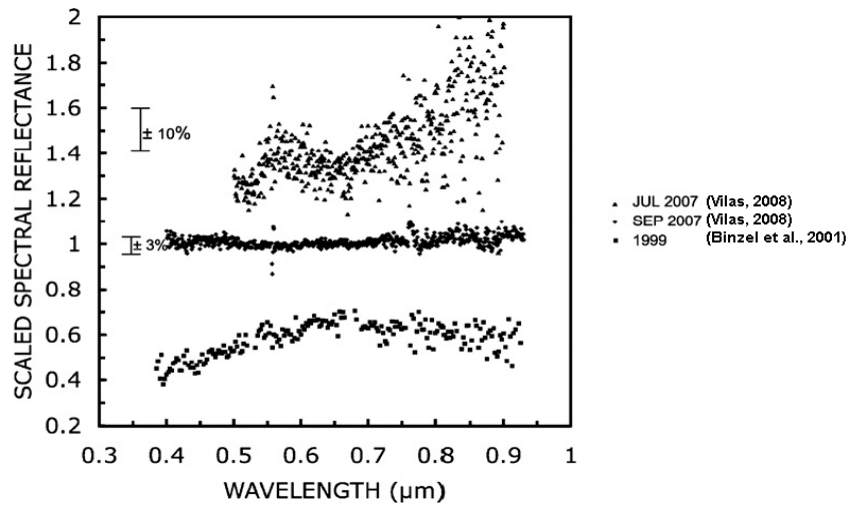 2
1.8
1.6
1.4
1.2
1
0.8
0.6
0.4
0.2
SCALED SPECTRAL REFLECTANCE
± 10%
± 3%
0.3 0.4 0.5 0.6 0.7 0.8 0.9 1
WAVELENGTH (µm)
JUL 2007 (Vilas, 2008)
SEP 2007 (Vilas, 2008)
1999 (Binzel et al., 2001)